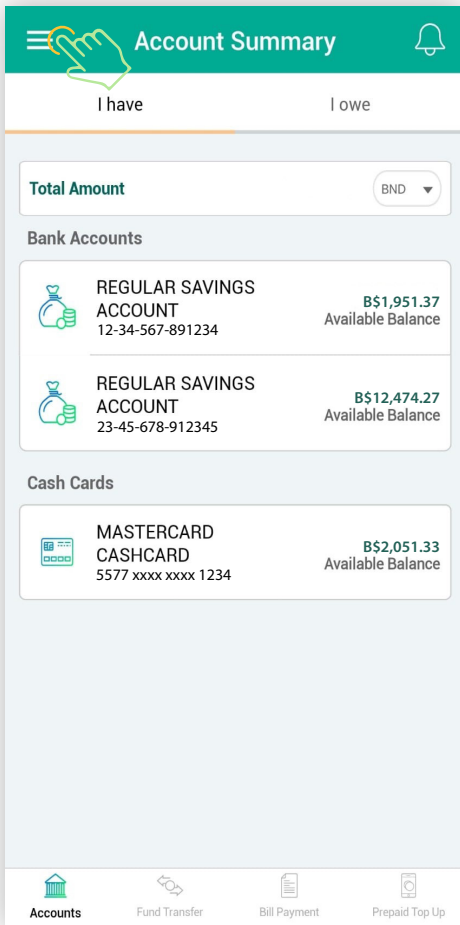 Account Summary
I have
I owe
Total Amount
BND
Bank Accounts
REGULAR SAVINGS
ACCOUNT
12-34-567-891234
B$1,951.37
Available Balance
REGULAR SAVINGS
ACCOUNT
23-45-678-912345
B$12,474.27
Available Balance
Cash Cards
MASTERCARD
CASHCARD
5577 xxxx xxxx 1234
B$2,051.33
Available Balance
Accounts
Fund Transfer
Bill Payment
Prepaid Top Up